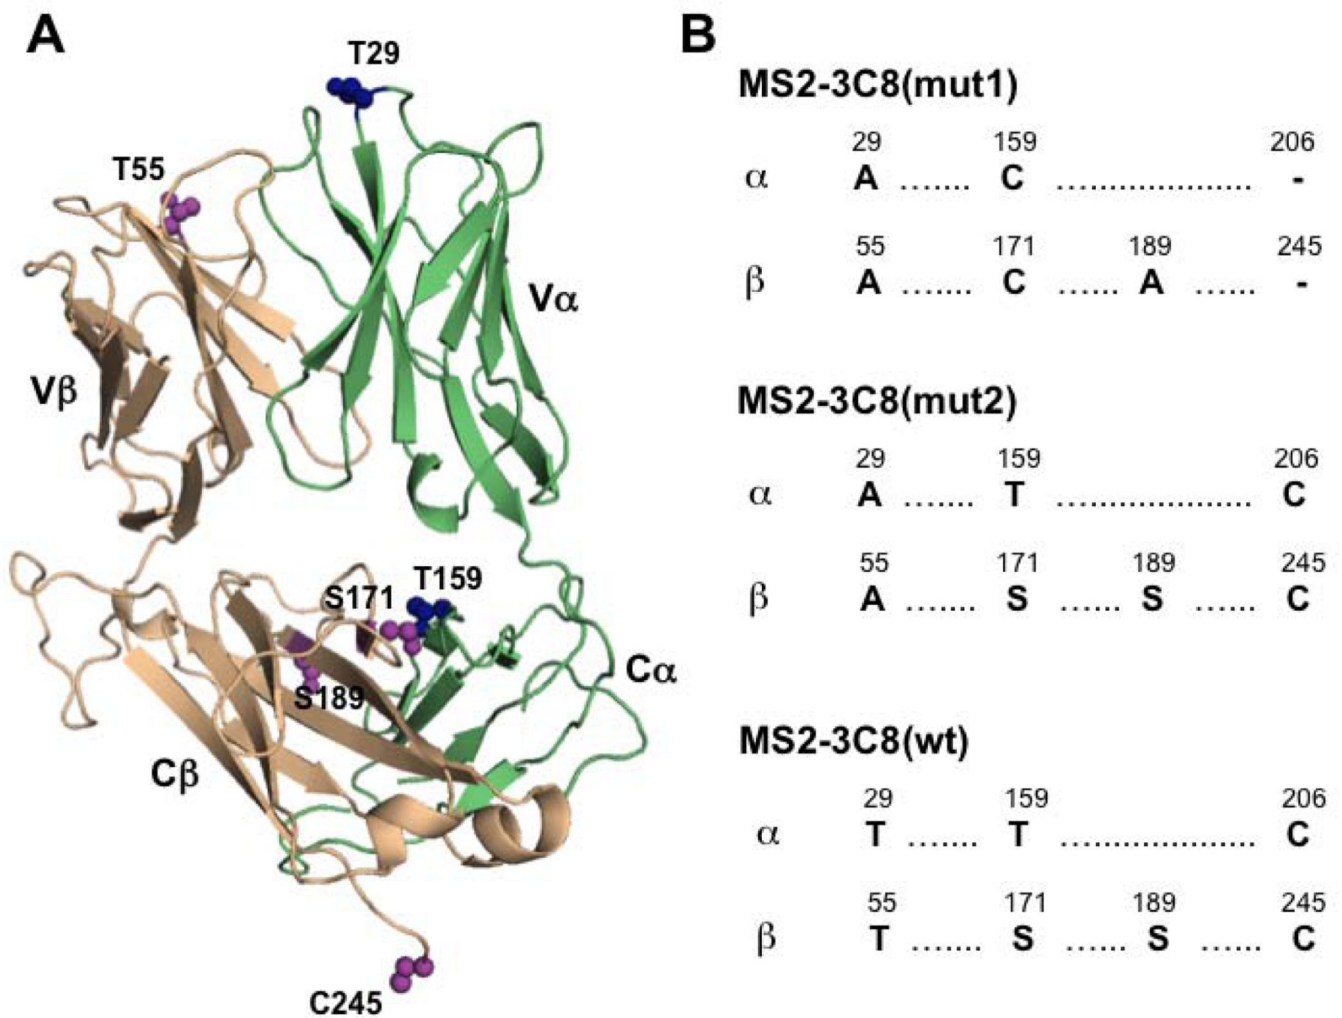 A
T29
T55
Vα
Vβ
S171 T159
S189
Cα
Cβ
C245
B
MS2-3C8(mut1)
29 159 206
α A ....... C ..................... -
55 171 189 245
β A ....... C ...... A ...... -
MS2-3C8(mut2)
29 159 206
α A ....... T ..................... C
55 171 189 245
β A ....... S ...... S ...... C
MS2-3C8(wt)
29 159 206
α T ....... T ..................... C
55 171 189 245
β T ....... S ...... S ...... C